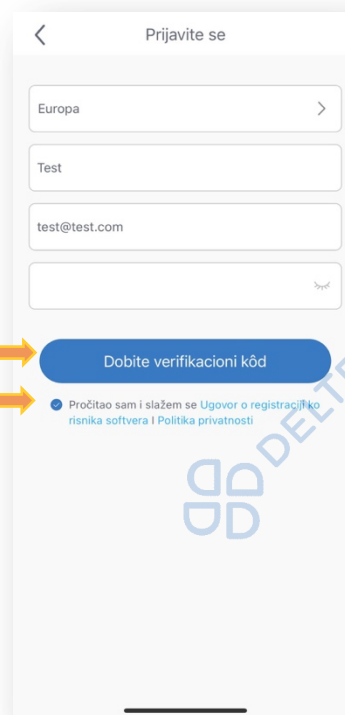 Prijavite se
Europa
Test
test@test.com
Dobite verifikacioni kôd
Pročitao sam i slažem se Ugovor o registraciji ko
risnika softvera I Politika privatnosti